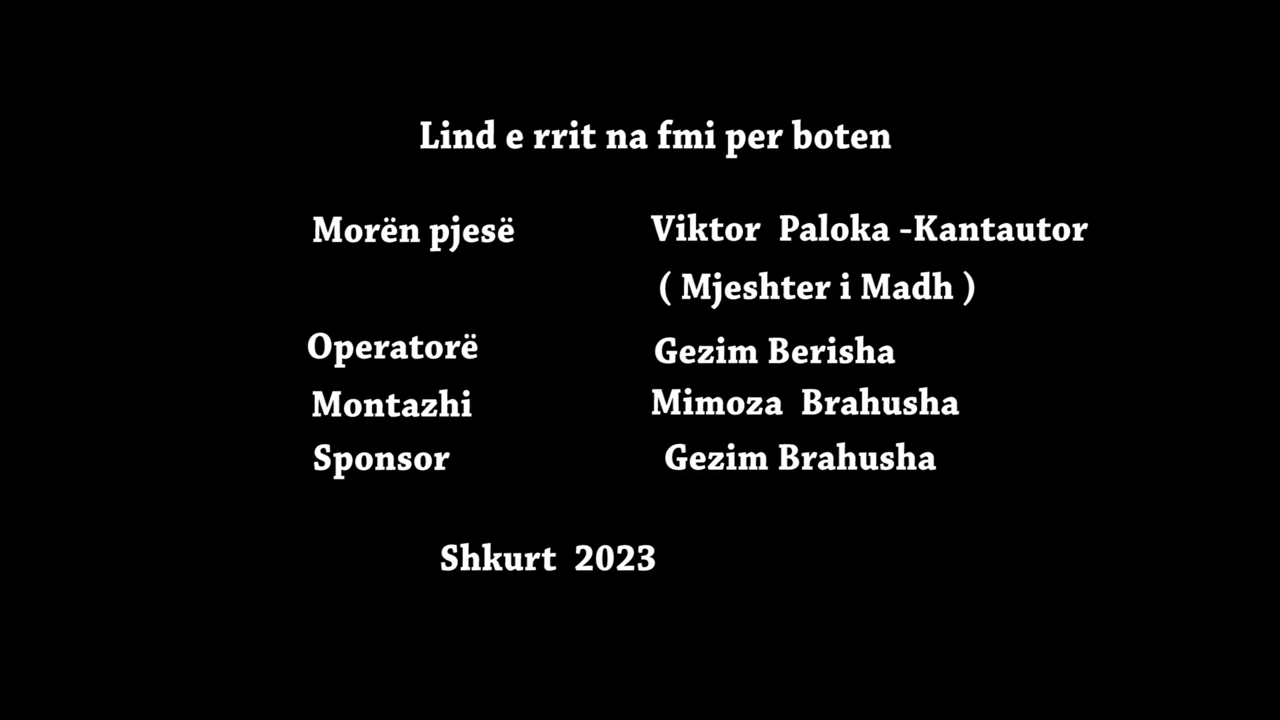 Lind e rrit na fmi per boten
Morën pjesë Viktor Paloka -Kantautor
( Mjeshter i Madh )
Operatorë Gezim Berisha
Montazhi Mimoza Brahusha
Sponsor Gezim Brahusha
Shkurt 2023